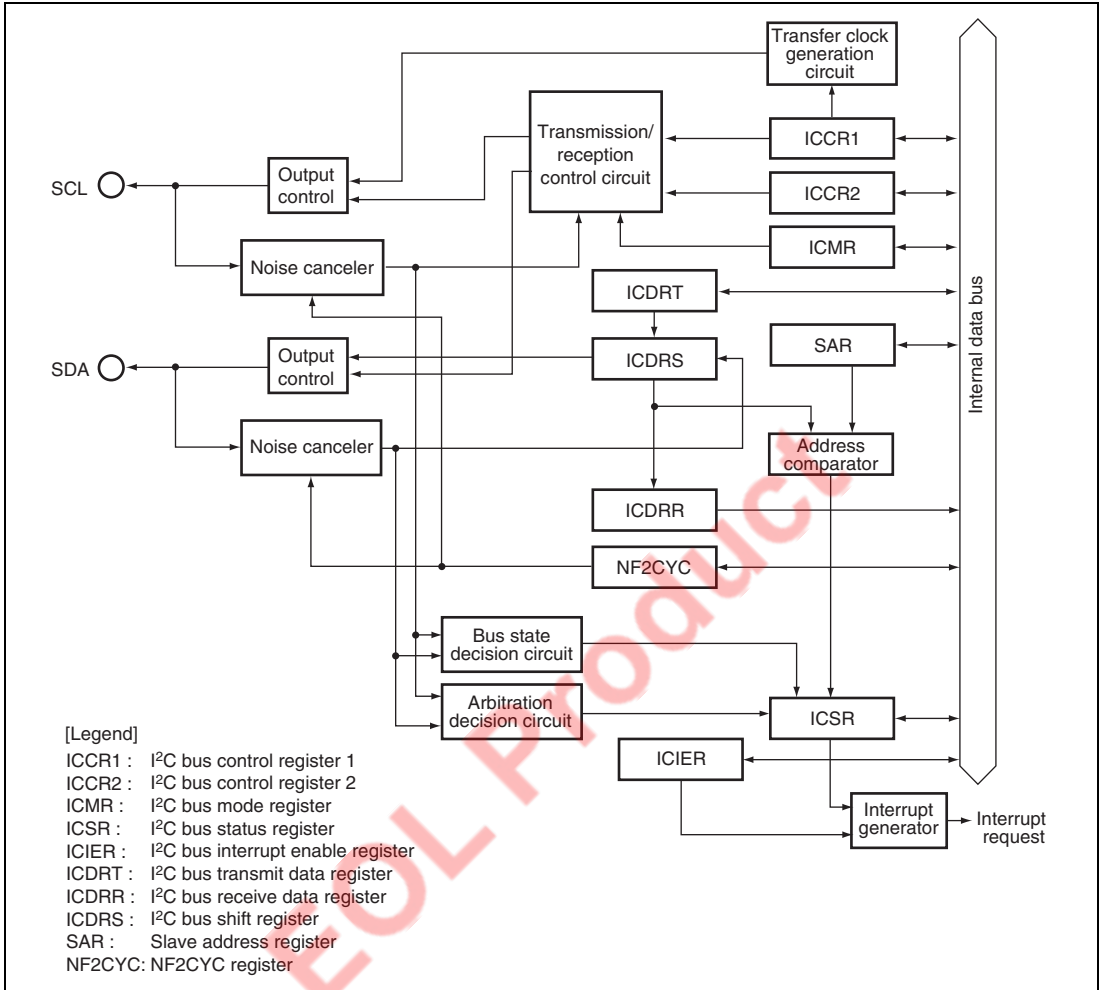 Transfer clock
generation
circuit
Transmission/
reception
control circuit
ICCR1
SCL
Output
control
ICCR2
Noise canceler
ICMR
ICDRT
Internal data bus
SDA
Output
control
ICDRS
SAR
Noise canceler
Address
comparator
ICDRR
NF2CYC
Bus state
decision circuit
Arbitration
decision circuit
ICSR
ICIER
Interrupt
generator
Interrupt
request
[Legend]
ICCR1 : I2C bus control register 1
ICCR2 : I2C bus control register 2
ICMR : I2C bus mode register
ICSR : I2C bus status register
ICIER : I2C bus interrupt enable register
ICDRT : I2C bus transmit data register
ICDRR : I2C bus receive data register
ICDRS : I2C bus shift register
SAR : Slave address register
NF2CYC: NF2CYC register
EOL Product